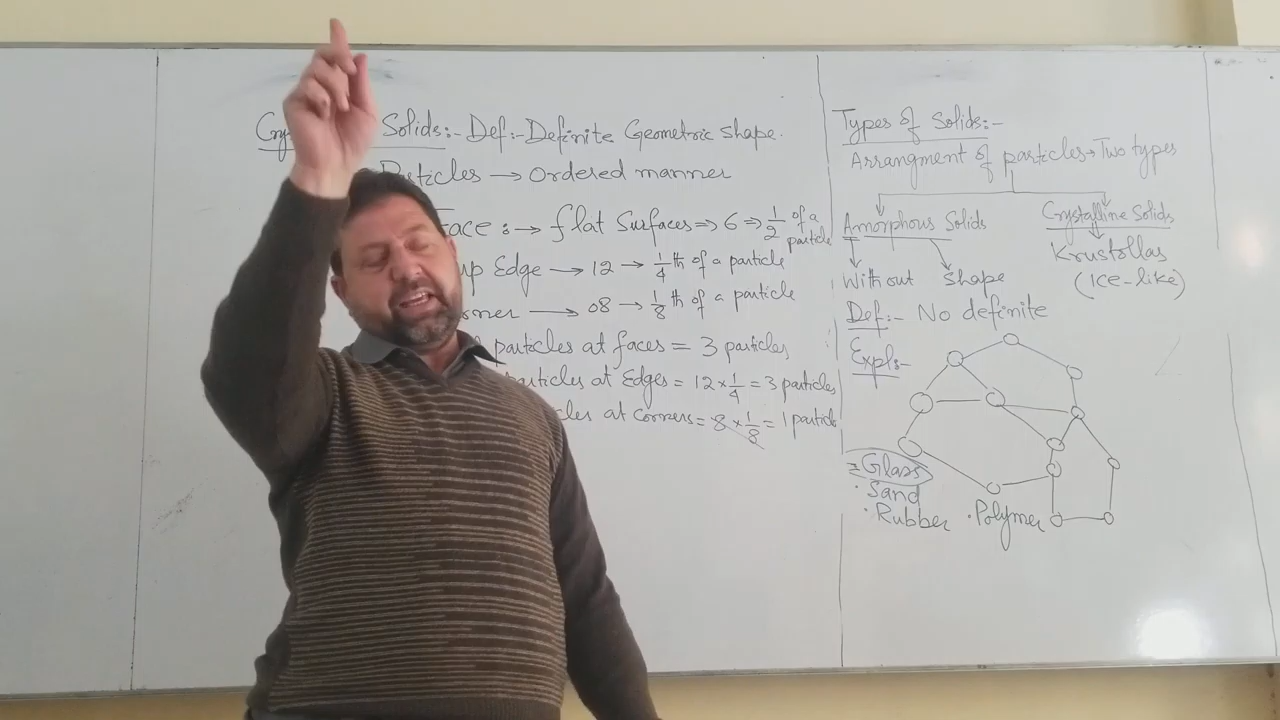 Solids:- Def:- Definite Geometric shape.
Particles → Ordered manner
Face :→ flat surfaces ⇒ 6 ⇒ 1/2 of a particle
Edge → 12 → 1/4 th of a particle
→ 08 → 1/8 th of a particle
particles at faces = 3 particles
particles at Edges = 12 × 1/4 = 3 particles
at corners = 8 × 1/8 = 1 particle
Types of Solids:-
Arrangment of particles → Two types
Amorphous Solids
Crystalline Solids
Without Shape
Krustollas
(Ice-like)
Def:- No definite
Expl:-
Glass
· Sand
· Rubber · Polymer